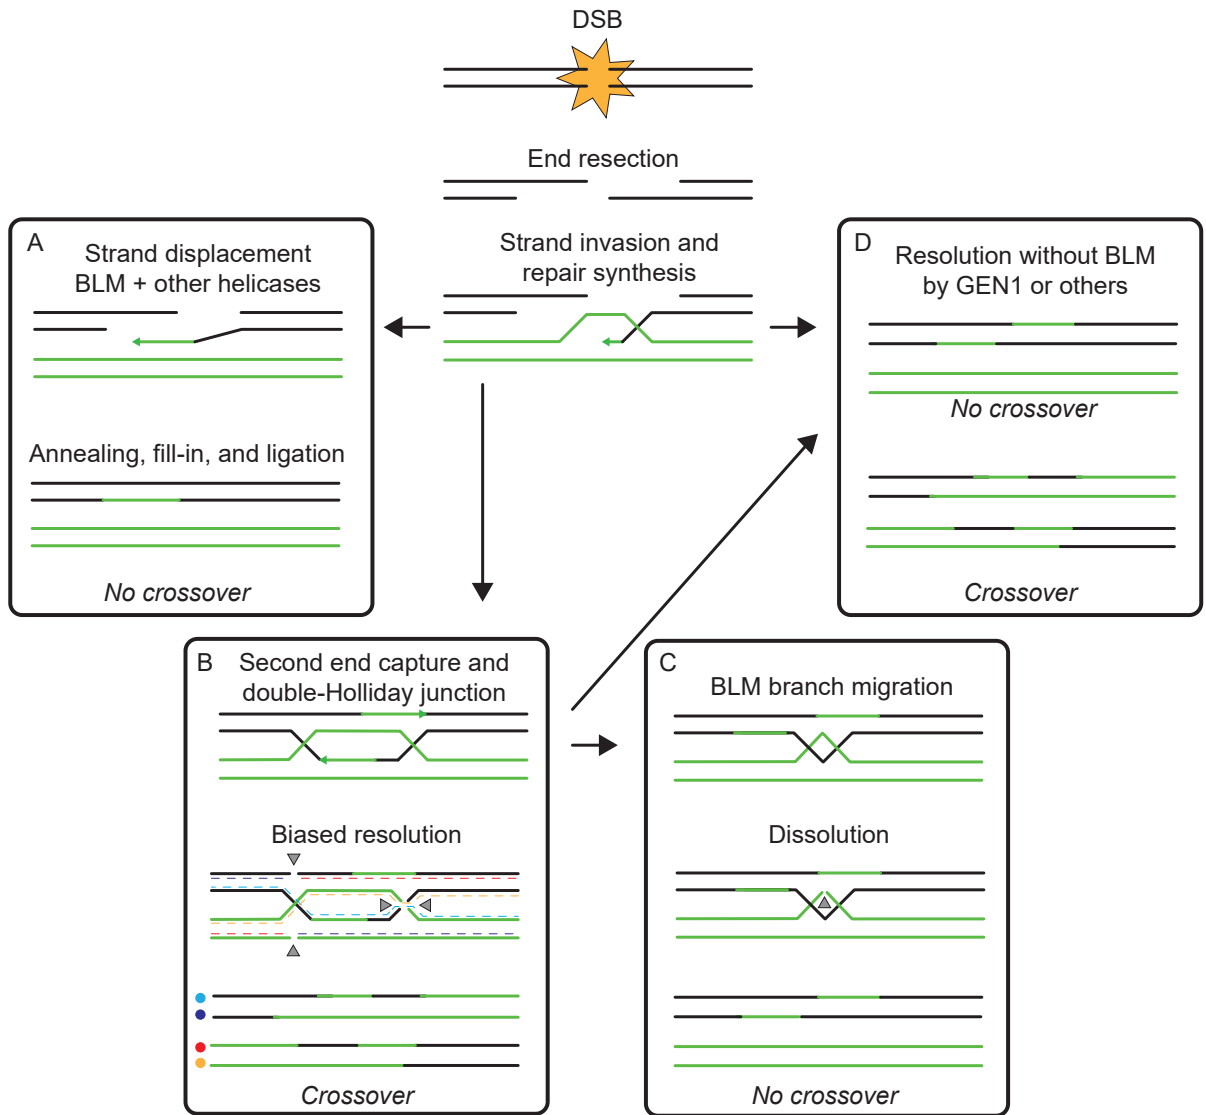 DSB
End resection
Strand invasion and
repair synthesis
A
Strand displacement
BLM + other helicases
Annealing, fill-in, and ligation
No crossover
D
Resolution without BLM
by GEN1 or others
No crossover
Crossover
B
Second end capture and
double-Holliday junction
Biased resolution
Crossover
C
BLM branch migration
Dissolution
No crossover